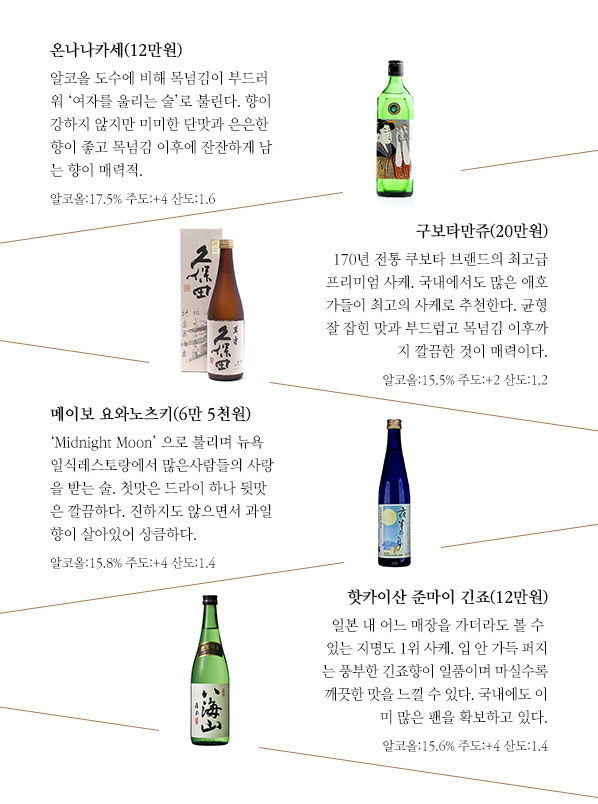 온나나카세(12만원)
알코올 도수에 비해 목넘김이 부드러
워 ‘여자를 울리는 술’로 불린다. 향이
강하지 않지만 미미한 단맛과 은은한
향이 좋고 목넘김 이후에 잔잔하게 남
는 향이 매력적.
알코올:17.5% 주도:+4 산도:1.6
구보타만쥬(20만원)
170년 전통 쿠보타 브랜드의 최고급
프리미엄 사케. 국내에서도 많은 애호
가들이 최고의 사케로 추천한다. 균형
잘 잡힌 맛과 부드럽고 목넘김 이후까
지 깔끔한 것이 매력이다.
알코올:15.5% 주도:+2 산도:1.2
久保田
久保田
메이보 요와노츠키(6만 5천원)
‘Midnight Moon’ 으로 불리며 뉴욕
일식레스토랑에서 많은사람들의 사랑
을 받는 술. 첫맛은 드라이 하나 뒷맛
은 깔끔하다. 진하지도 않으면서 과일
향이 살아있어 상큼하다.
알코올:15.8% 주도:+4 산도:1.4
핫카이산 준마이 긴죠(12만원)
일본 내 어느 매장을 가더라도 볼 수
있는 지명도 1위 사케. 입 안 가득 퍼지
는 풍부한 긴죠향이 일품이며 마실수록
깨끗한 맛을 느낄 수 있다. 국내에도 이
미 많은 팬을 확보하고 있다.
알코올:15.6% 주도:+4 산도:1.4
八海山